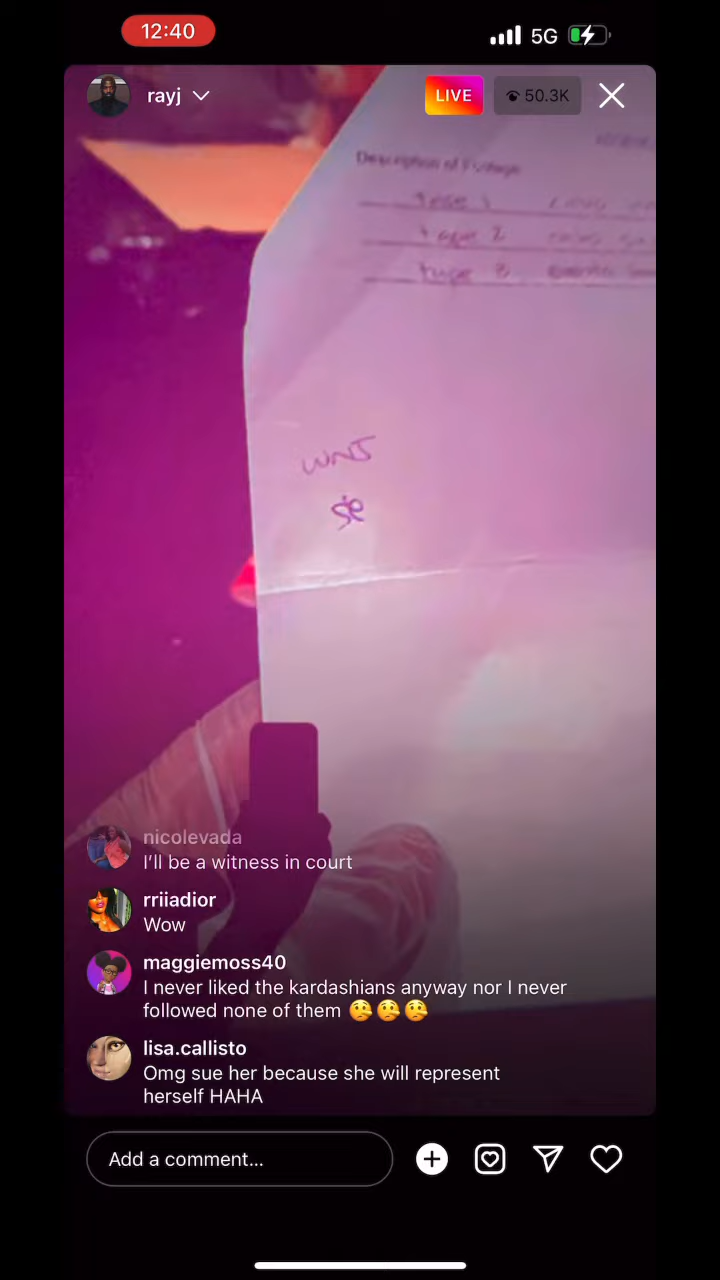 12:40
5G
rayj
LIVE
50.3K
Description of Footage
tape 1
tape 2
tape 3
nicolevada
I'll be a witness in court
rriiadior
Wow
maggiemoss40
I never liked the kardashians anyway nor I never
followed none of them 🤥🤥🤥
lisa.callisto
Omg sue her because she will represent
herself HAHA
Add a comment...